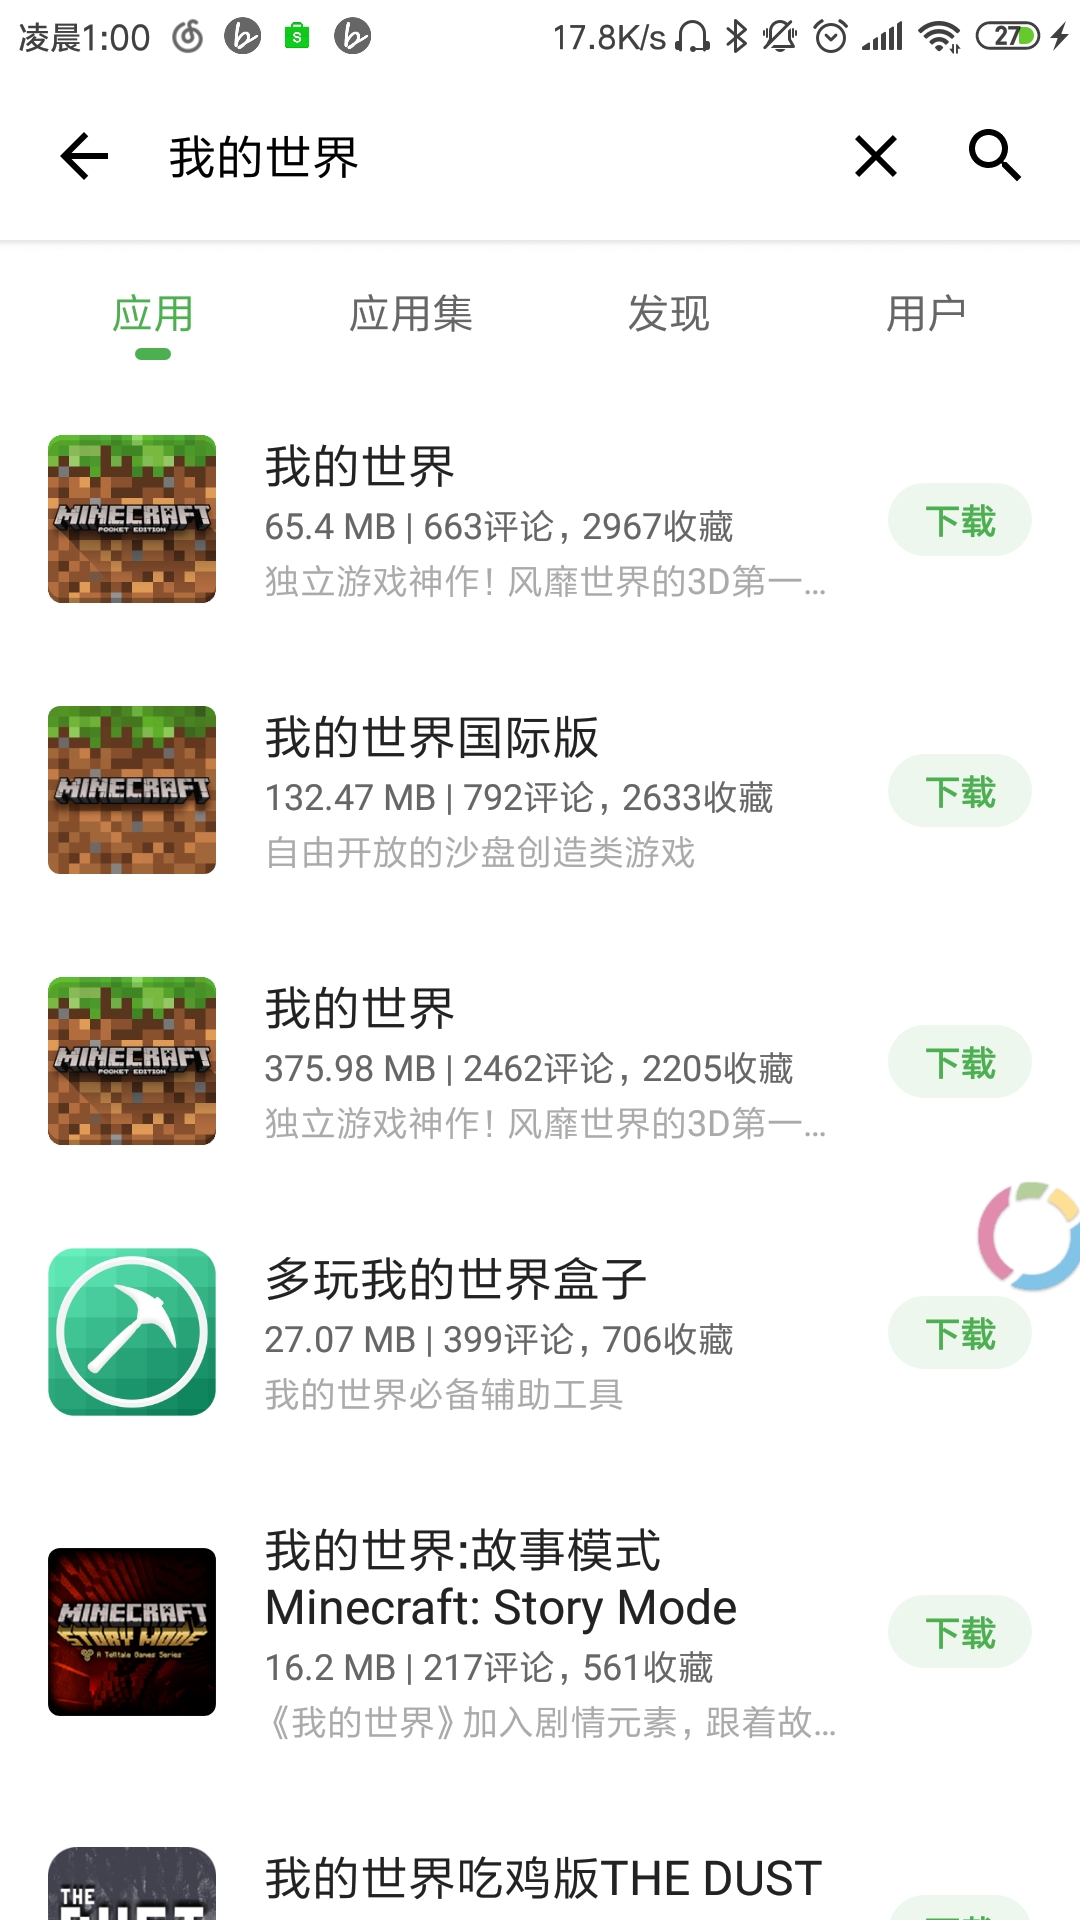 凌晨1:00 17.8K/s 27
我的世界
应用 应用集 发现 用户
MINECRAFT
POCKET EDITION
我的世界
65.4 MB | 663评论，2967收藏
独立游戏神作！风靡世界的3D第一...
下载
MINECRAFT
我的世界国际版
132.47 MB | 792评论，2633收藏
自由开放的沙盘创造类游戏
下载
MINECRAFT
POCKET EDITION
我的世界
375.98 MB | 2462评论，2205收藏
独立游戏神作！风靡世界的3D第一...
下载
多玩我的世界盒子
27.07 MB | 399评论，706收藏
我的世界必备辅助工具
下载
MINECRAFT
STORY MODE
A Telltale Games Series
我的世界:故事模式
Minecraft: Story Mode
16.2 MB | 217评论，561收藏
《我的世界》加入剧情元素，跟着故...
下载
THE
DUST
我的世界吃鸡版THE DUST
下载